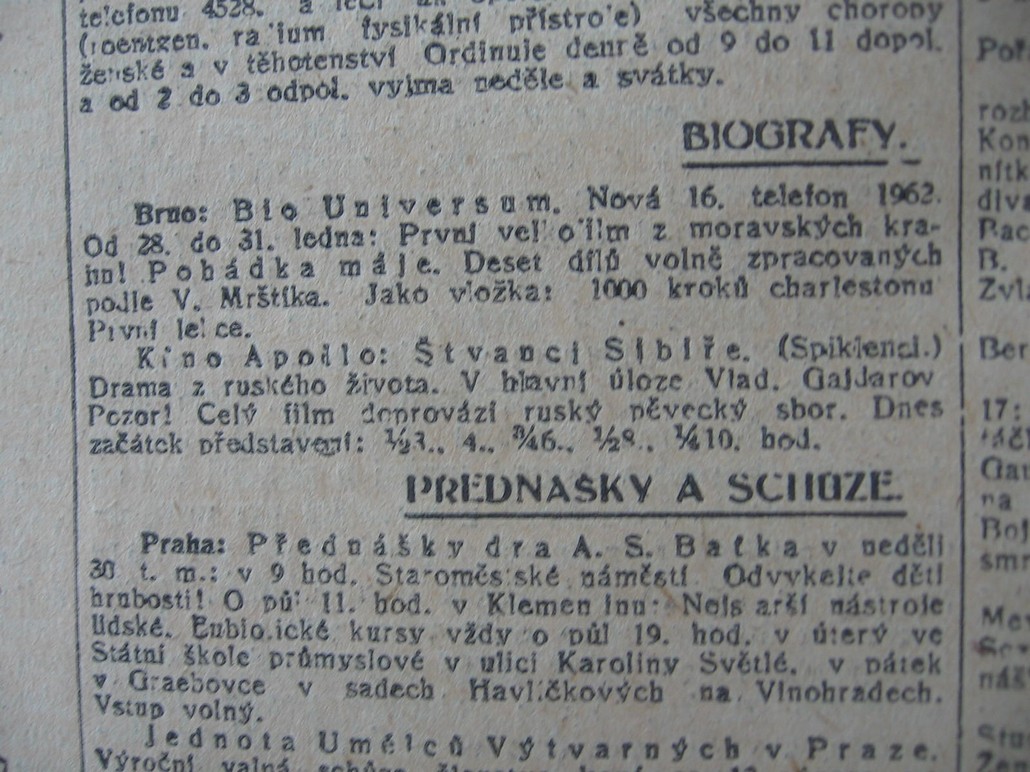 telefonu 4528. a léčí
(roentgen. radium fysikální přístroje) všechny choroby
ženské a v těhotenství Ordinuje denně od 9 do 11 dopol.
a od 2 do 3 odpol. vyjma neděle a svátky.
BIOGRAFY.
Brno: Bio Universum. Nová 16. telefon 1962.
Od 28. do 31. ledna: První velkofilm z moravských kra-
jin! Pohádka máje. Deset dílů volně zpracovaných
podle V. Mrštíka. Jako vložka: 1000 kroků charlestonu
První lekce.
Kino Apollo: Štvanci Sibiře. (Spiklenci.)
Drama z ruského života. V hlavní úloze Vlad. Gajdarov
Pozor! Celý film doprovází ruský pěvecký sbor. Dnes
začátek představení: ½3., 4., ¾6., ½8., ¼10. hod.
PŘEDNÁŠKY A SCHŮZE.
Praha: Přednášky dra A. S. Baťka v neděli
30 t. m.: v 9 hod. Staroměstské náměstí. Odvykejte děti
hrubosti! O půl 11. hod. v Klementinu: Nejstarší nástroje
lidské. Eubiotické kursy vždy o půl 19. hod. v úterý ve
Státní škole průmyslové v ulici Karoliny Světlé, v pátek
v Graebovce v sadech Havlíčkových na Vinohradech.
Vstup volný.
Jednota Umělců Výtvarných v Praze.
Výroční valná schůze